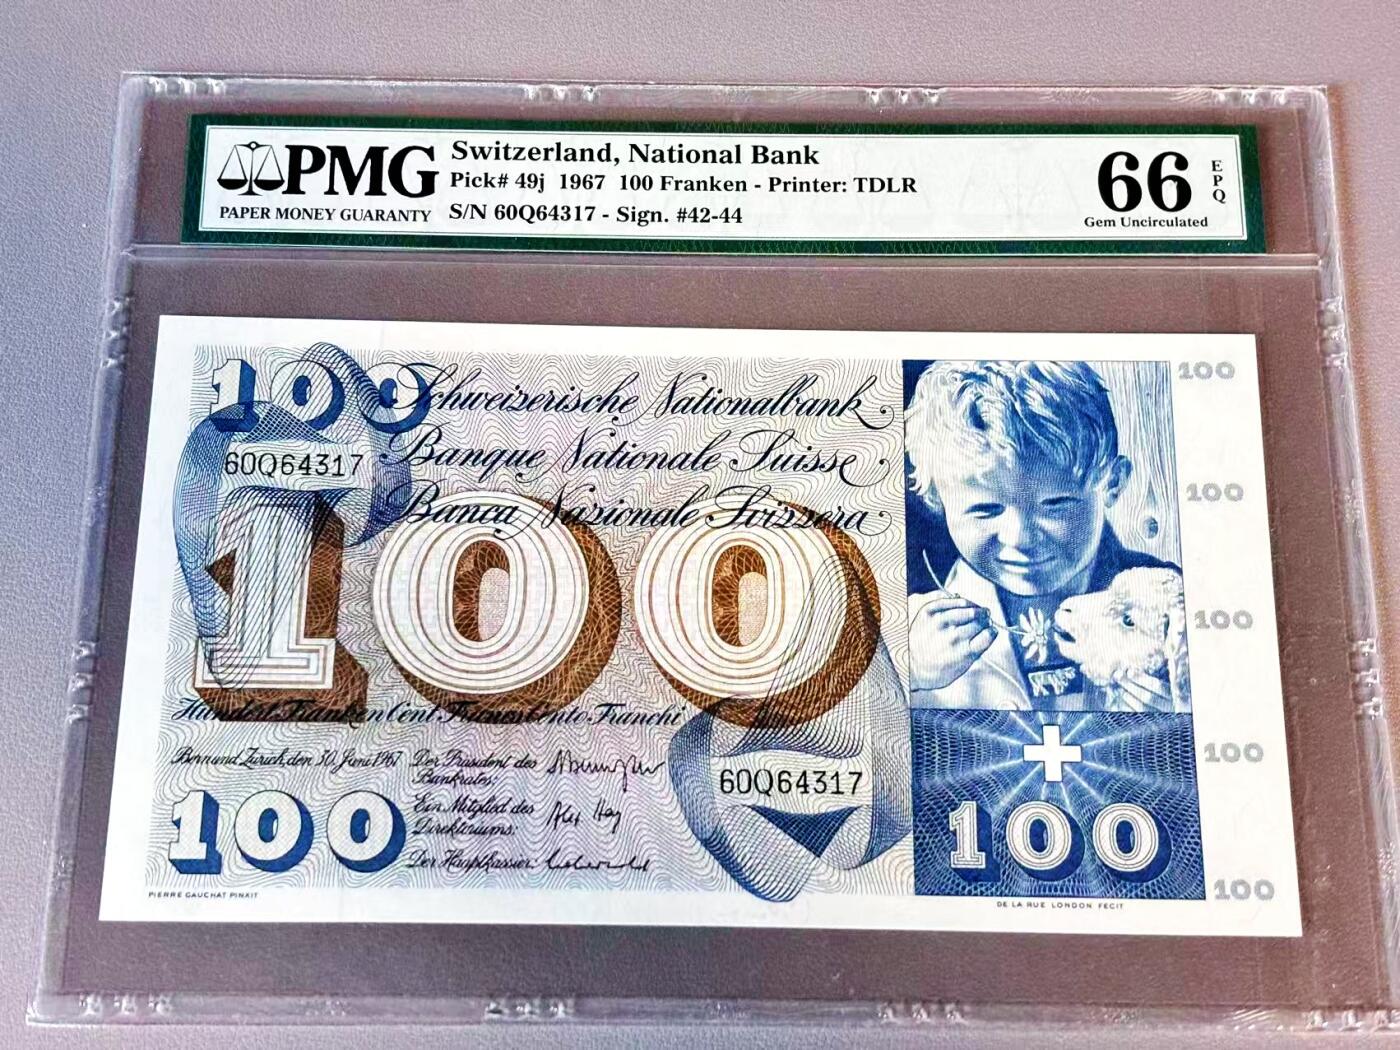 PMG
PAPER MONEY GUARANTY
Switzerland, National Bank
Pick# 49j 1967 100 Franken - Printer: TDLR
S/N 60Q64317 - Sign. #42-44
66
EPQ
Gem Uncirculated
100
Schweizerische Nationalbank
Banque Nationale Suisse
Banca Nazionale Svizzera
60Q64317
100
Hundert Franken Cent Francs Cento Franchi
Bern und Zürich, den 30. Juni 1967
Der Präsident des
Bankrates:
Ein Mitglied des
Direktoriums:
Der Hauptkassier:
100
60Q64317
100
100
100
100
100
100
100
PIERRE GAUCHAT PINXIT
DE LA RUE LONDON FECIT